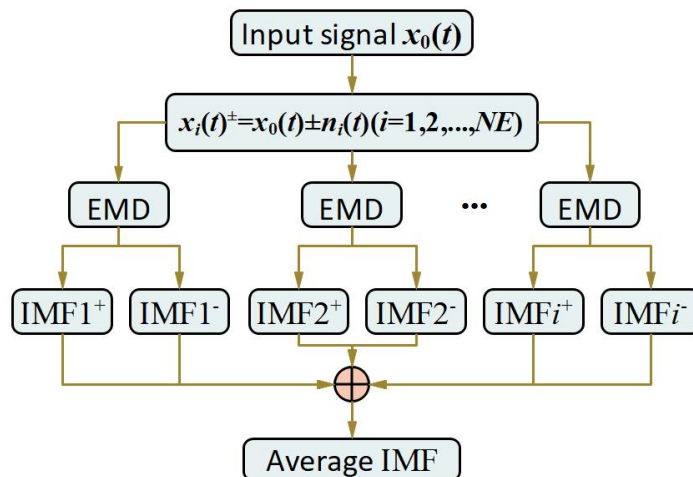 Input signal x₀(t)
xᵢ(t)^±=x₀(t)±nᵢ(t)(i=1,2,...,NE)
EMD EMD ... EMD
IMF1⁺ IMF1⁻ IMF2⁺ IMF2⁻ IMFi⁺ IMFi⁻
Average IMF